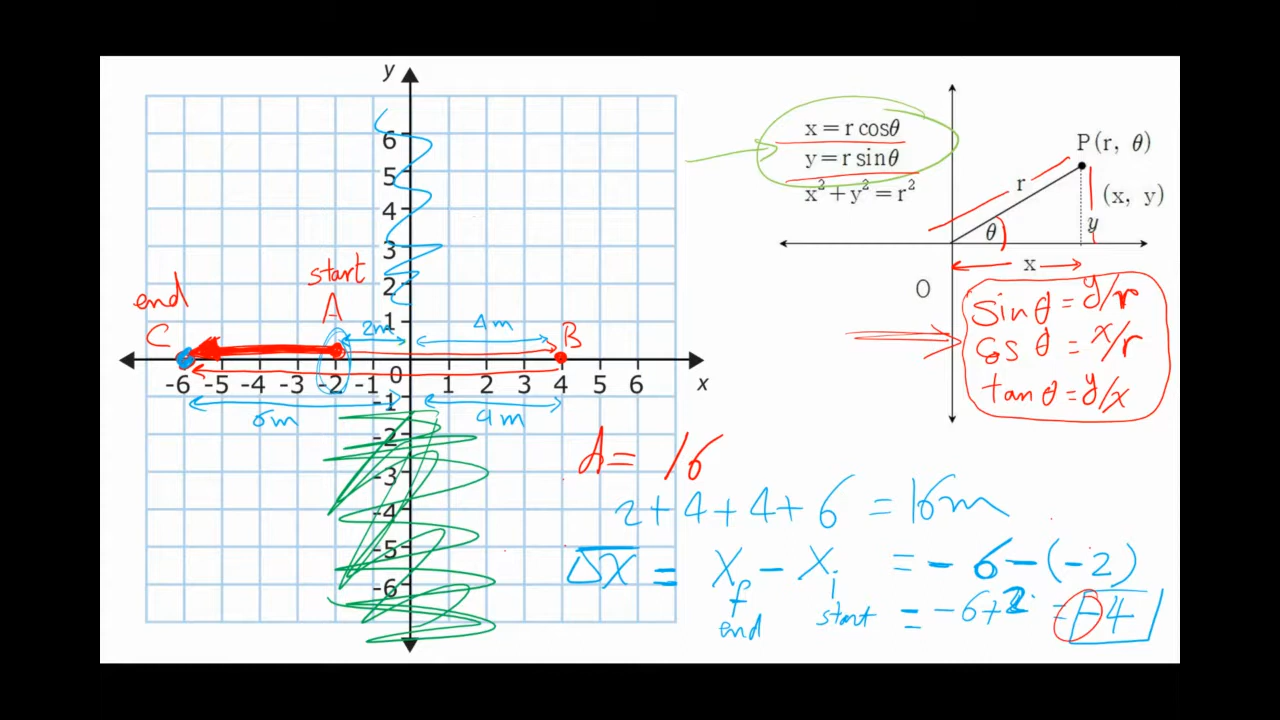 y
6
5
4
3
2
1
start
A
end
C
2m
4m
B
-6 -5 -4 -3 -2 -1 0 1 2 3 4 5 6
x
6m
4m
-1
-2
-3
-4
-5
-6
x = r cosθ
y = r sinθ
x² + y² = r²
P(r, θ)
r
(x, y)
θ
y
x
O
sin θ = y/r
cos θ = x/r
tan θ = y/x
d = 16
2+4+4+6 = 16m
ΔX = Xf - Xi = -6 - (-2)
end start = -6+2 = -4